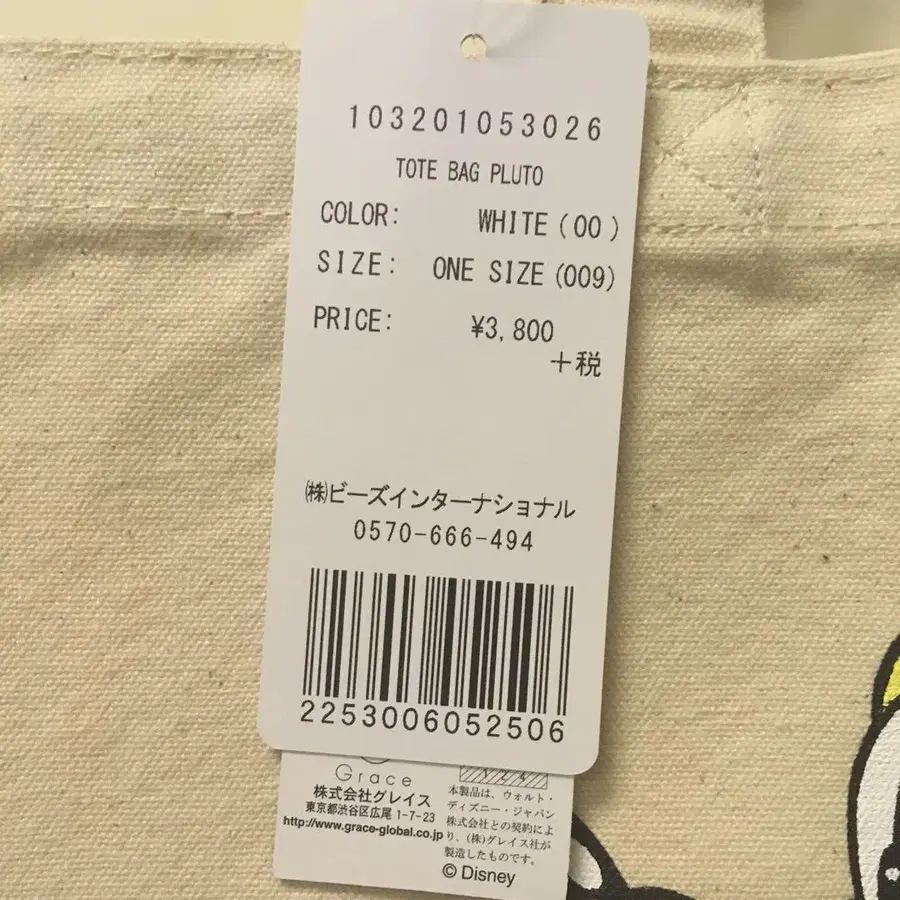 103201053026
TOTE BAG PLUTO
COLOR: WHITE(00)
SIZE: ONE SIZE(009)
PRICE: ¥3,800
+税
㈱ビーズインターナショナル
0570-666-494
2253006052506
Grace
株式会社グレイス
東京都渋谷区広尾 1-7-23
http://www.grace-global.co.jp
本製品は、ウォルト・
ディズニー・ジャパン
株式会社との契約によ
り、(株)グレイス社が
製造したものです。
© Disney